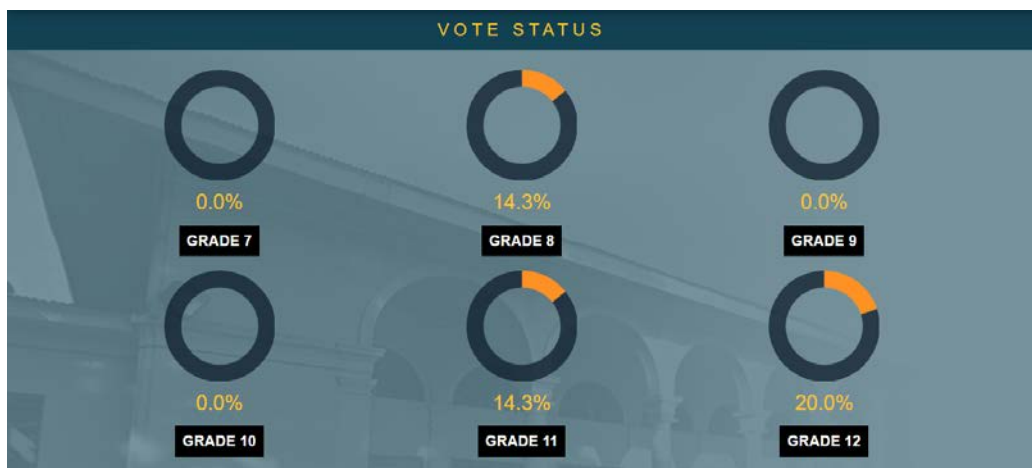 VOTE STATUS
0.0%
14.3%
0.0%
GRADE 7
GRADE 8
GRADE 9
0.0%
14.3%
20.0%
GRADE 10
GRADE 11
GRADE 12